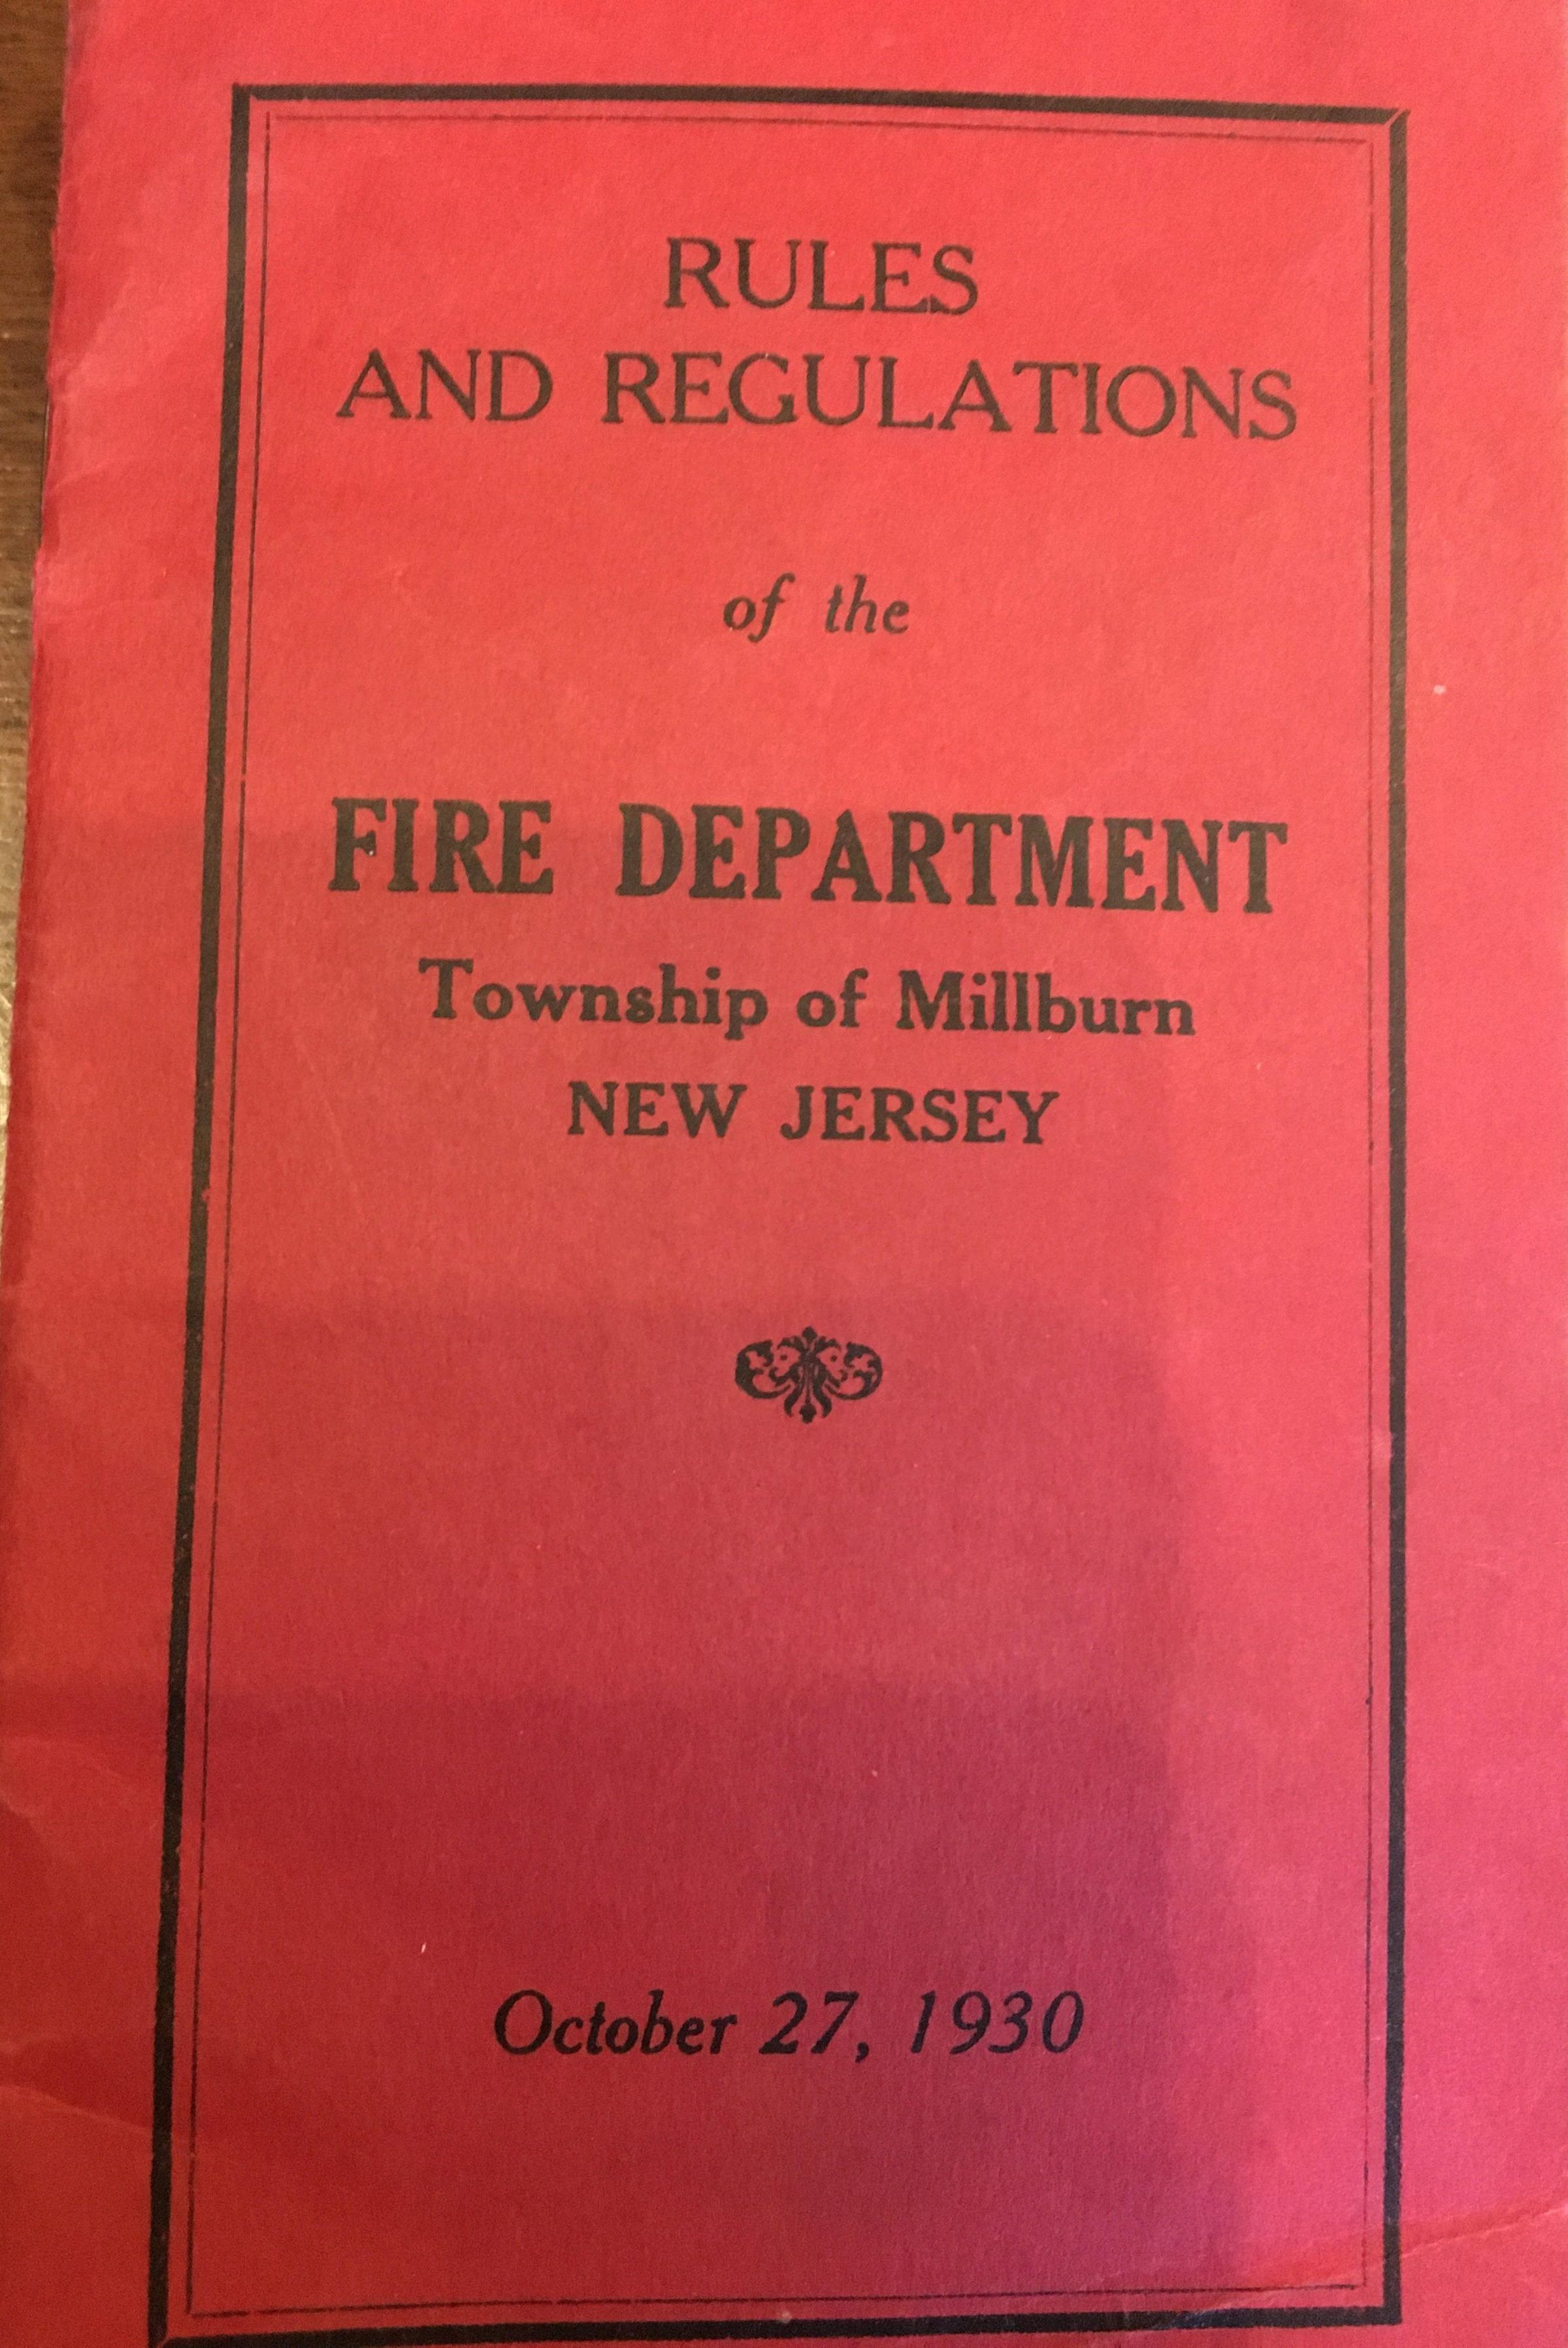 RULES
AND REGULATIONS
of the
FIRE DEPARTMENT
Township of Millburn
NEW JERSEY
October 27, 1930